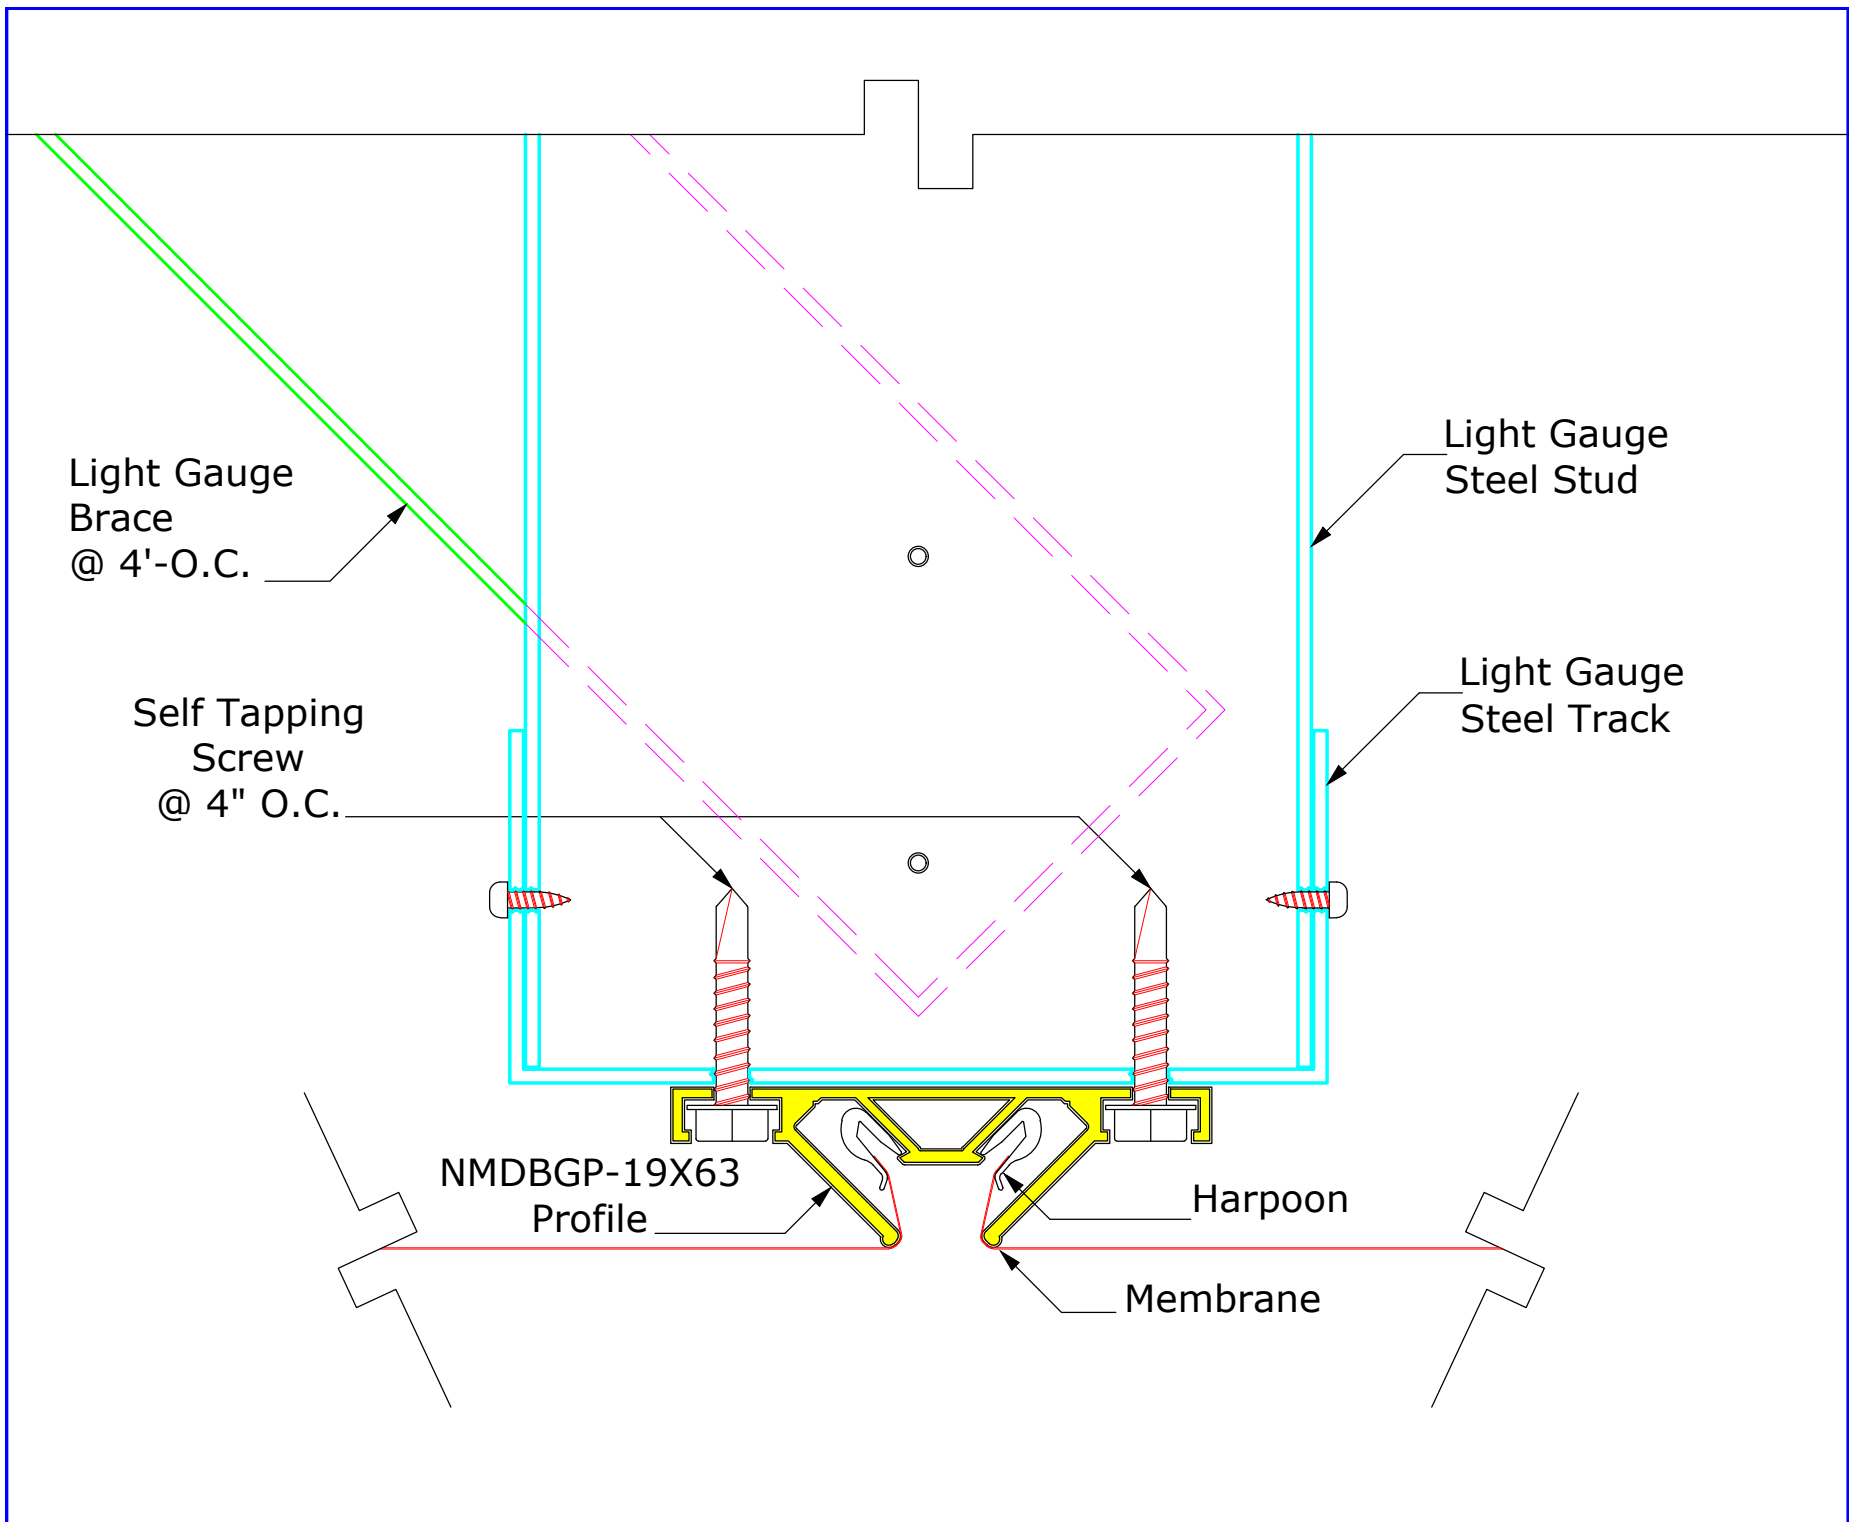 Light Gauge
Steel Stud
Light Gauge
Brace
@ 4'-O.C.
Light Gauge
Steel Track
Self Tapping
Screw
@ 4" O.C.
NMDBGP-19X63
Profile
Harpoon
Membrane